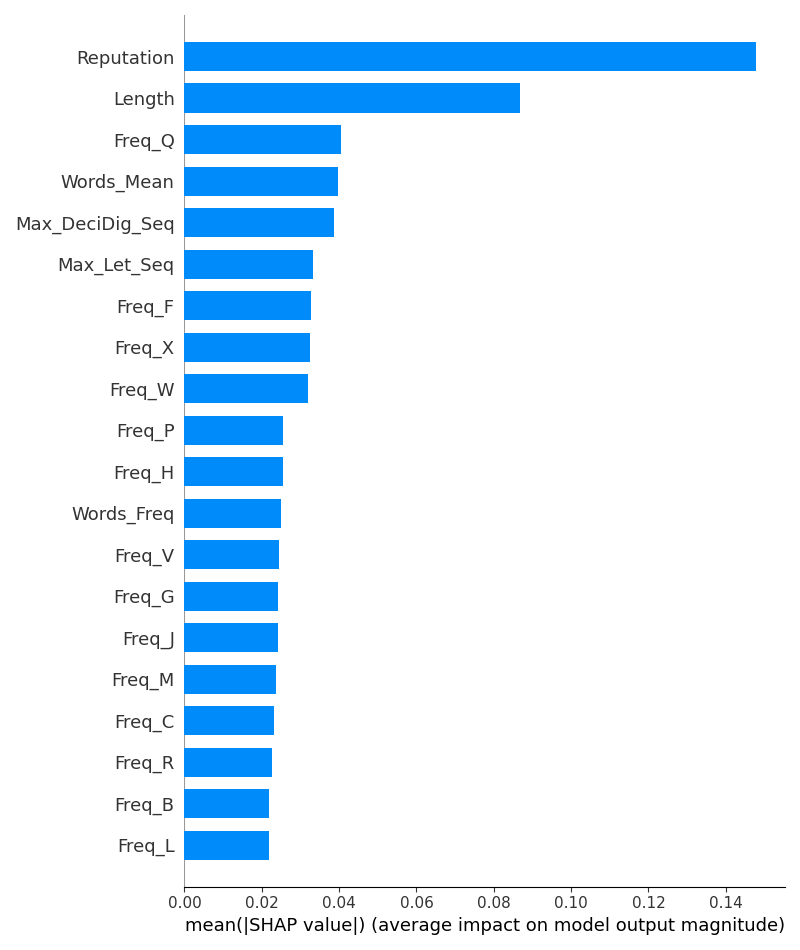 Reputation
Length
Freq_Q
Words_Mean
Max_DeciDig_Seq
Max_Let_Seq
Freq_F
Freq_X
Freq_W
Freq_P
Freq_H
Words_Freq
Freq_V
Freq_G
Freq_J
Freq_M
Freq_C
Freq_R
Freq_B
Freq_L
0.00 0.02 0.04 0.06 0.08 0.10 0.12 0.14
mean(|SHAP value|) (average impact on model output magnitude)